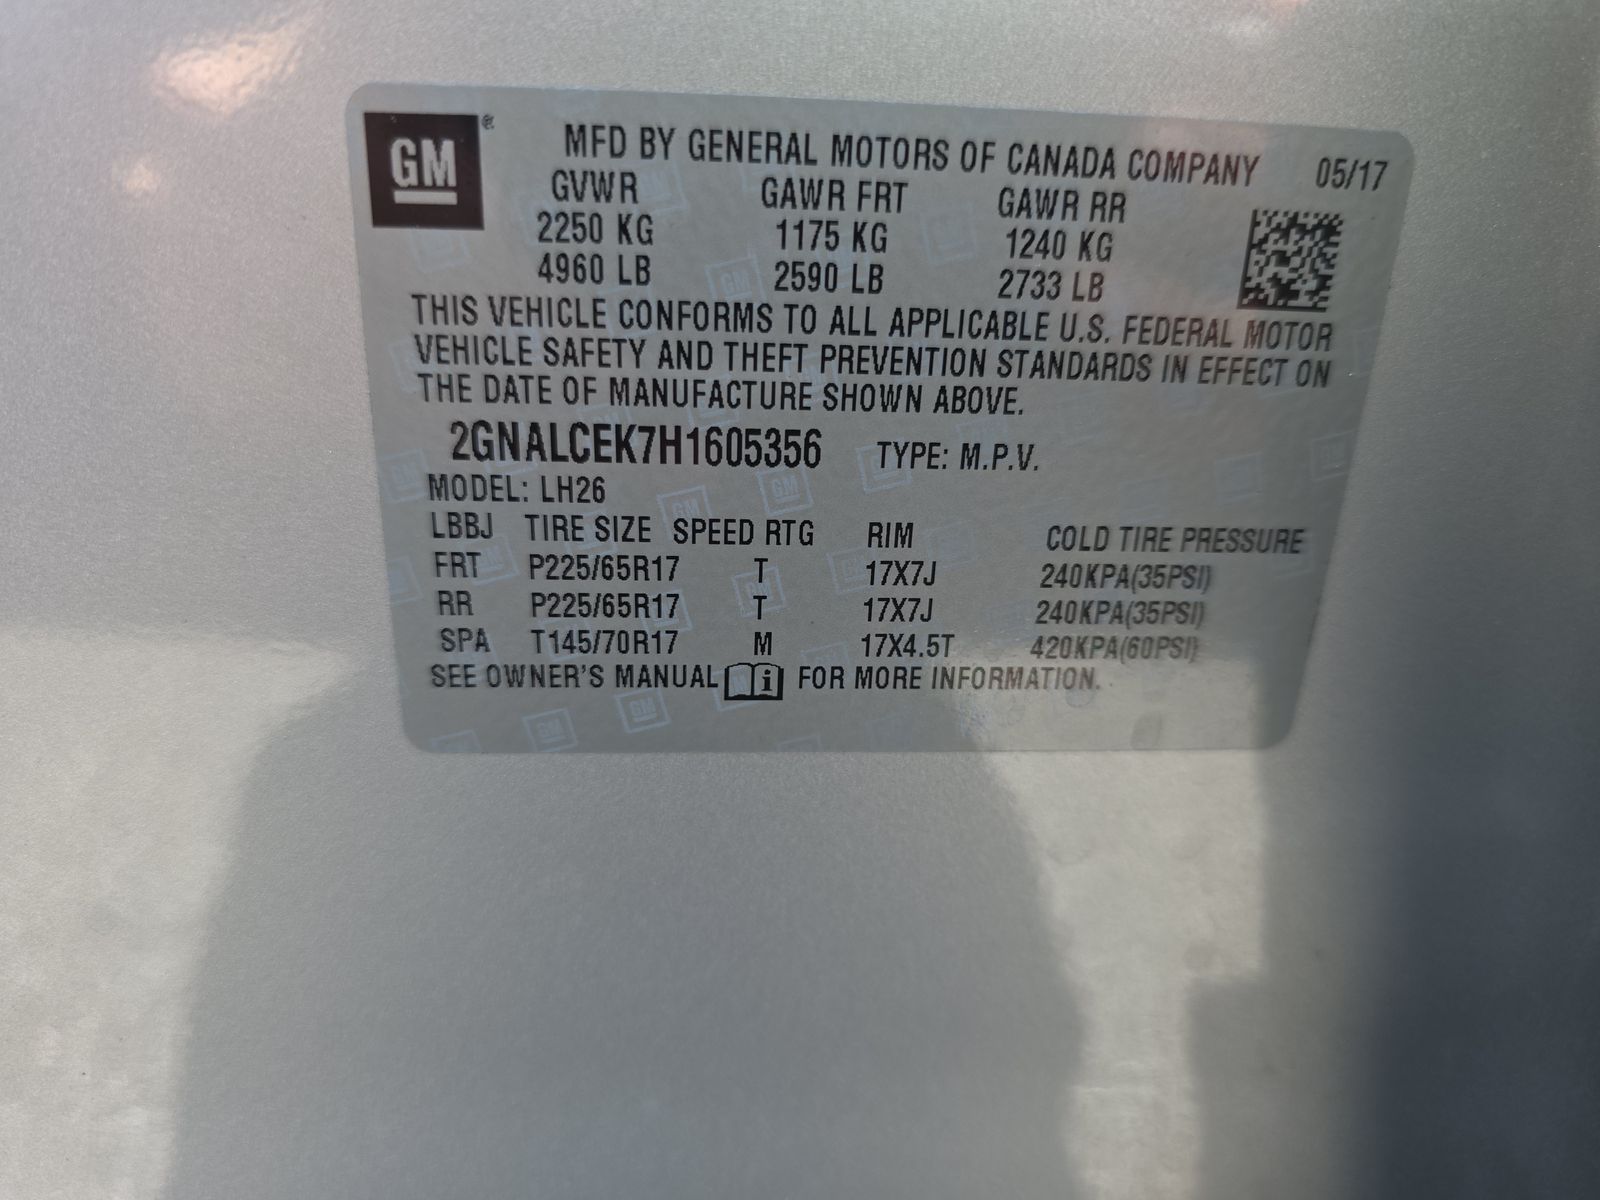 GM ®
MFD BY GENERAL MOTORS OF CANADA COMPANY 05/17
GVWR GAWR FRT GAWR RR
2250 KG 1175 KG 1240 KG
4960 LB 2590 LB 2733 LB
THIS VEHICLE CONFORMS TO ALL APPLICABLE U.S. FEDERAL MOTOR
VEHICLE SAFETY AND THEFT PREVENTION STANDARDS IN EFFECT ON
THE DATE OF MANUFACTURE SHOWN ABOVE.
2GNALCEK7H1605356 TYPE: M.P.V.
MODEL: LH26
LBBJ TIRE SIZE SPEED RTG RIM COLD TIRE PRESSURE
FRT P225/65R17 T 17X7J 240KPA(35PSI)
RR P225/65R17 T 17X7J 240KPA(35PSI)
SPA T145/70R17 M 17X4.5T 420KPA(60PSI)
SEE OWNER'S MANUAL i FOR MORE INFORMATION.